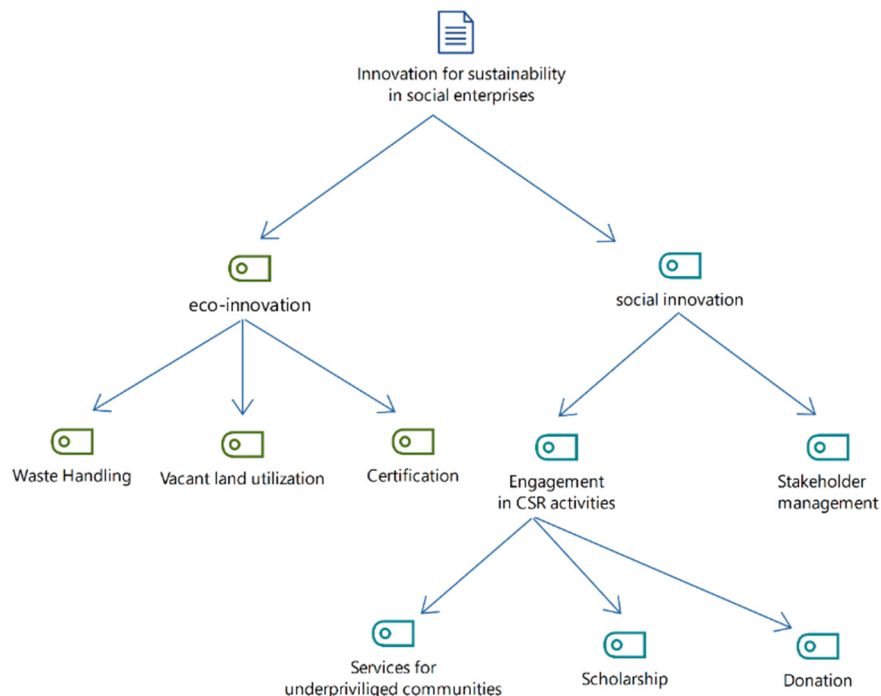 Innovation for sustainability
in social enterprises
eco-innovation
social innovation
Waste Handling
Vacant land utilization
Certification
Engagement
in CSR activities
Stakeholder
management
Services for
underpriviliged communities
Scholarship
Donation